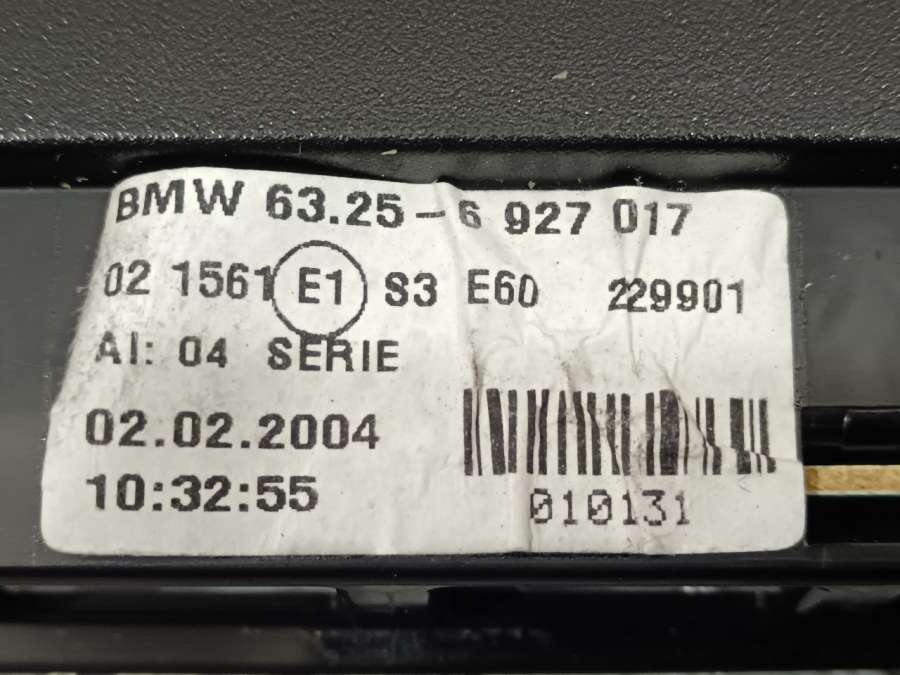 BMW 63.25-6 927 017
02 1561 E1 S3 E60 229901
AI: 04 SERIE
02.02.2004
10:32:55
010131